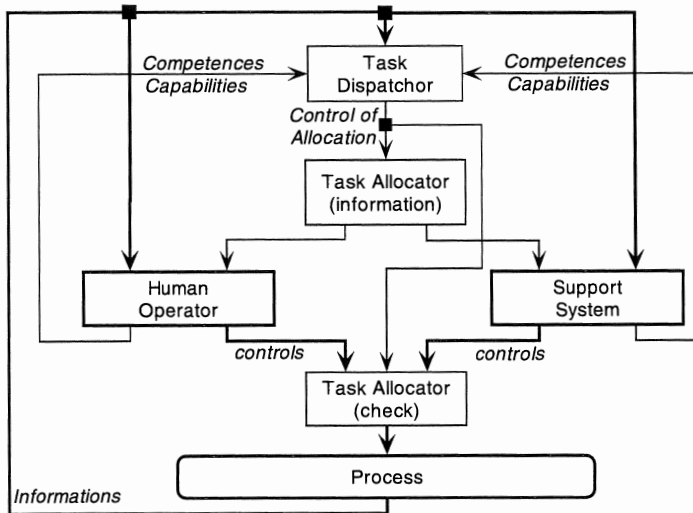 Competences
Capabilities
Task
Dispatchor
Competences
Capabilities
Control of
Allocation
Task Allocator
(information)
Human
Operator
Support
System
controls
controls
Task Allocator
(check)
Process
Informations